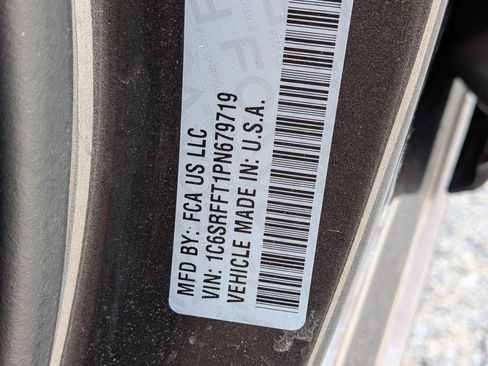 MFD BY: FCA US LLC
VIN: 1C6SRFFT1PN679719
VEHICLE MADE IN: U.S.A.